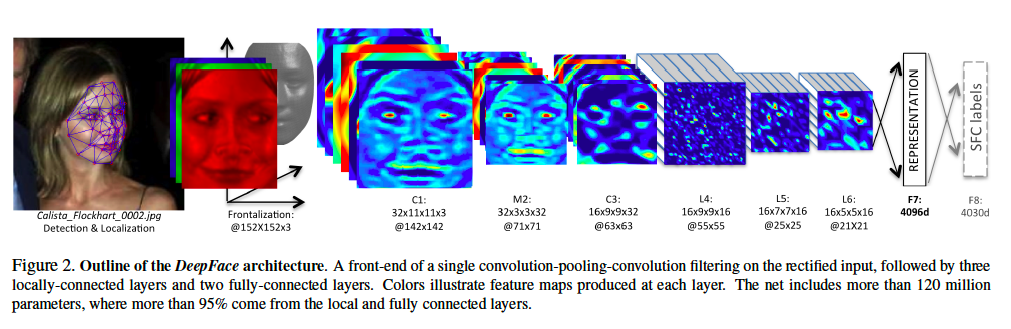 Calista_Flockhart_0002.jpg
Detection & Localization
Frontalization:
@152X152x3
C1:
32x11x11x3
@142x142
M2:
32x3x3x32
@71x71
C3:
16x9x9x32
@63x63
L4:
16x9x9x16
@55x55
L5:
16x7x7x16
@25x25
L6:
16x5x5x16
@21X21
REPRESENTATION
F7:
4096d
SFC labels
F8:
4030d
Figure 2. Outline of the DeepFace architecture. A front-end of a single convolution-pooling-convolution filtering on the rectified input, followed by three
locally-connected layers and two fully-connected layers. Colors illustrate feature maps produced at each layer. The net includes more than 120 million
parameters, where more than 95% come from the local and fully connected layers.